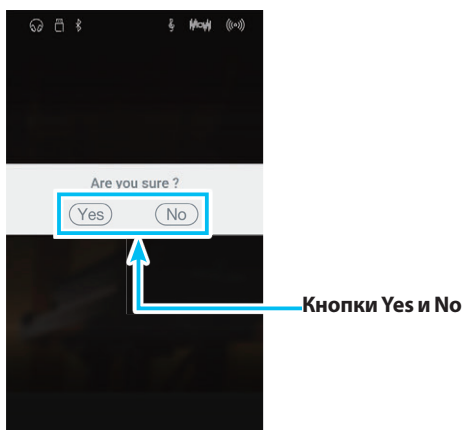 Are you sure ?
Yes No
Кнопки Yes и No